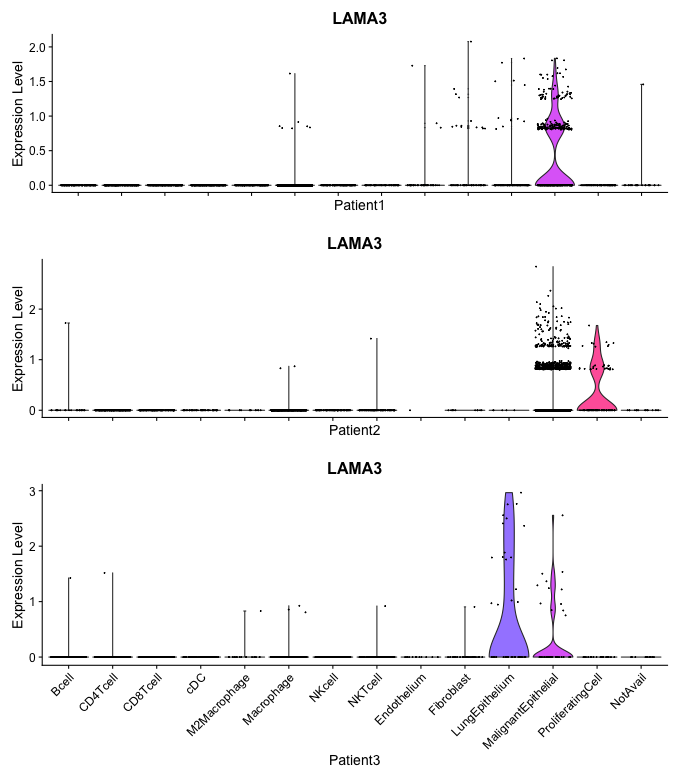 LAMA3
Expression Level
2.0
1.5
1.0
0.5
0.0
Patient1
LAMA3
Expression Level
2
1
0
Patient2
LAMA3
Expression Level
3
2
1
0
Bcell
CD4Tcell
CD8Tcell
cDC
M2Macrophage
Macrophage
NKcell
NKTcell
Endothelium
Fibroblast
LungEpithelium
MalignantEpithelial
ProliferatingCell
NotAvail
Patient3